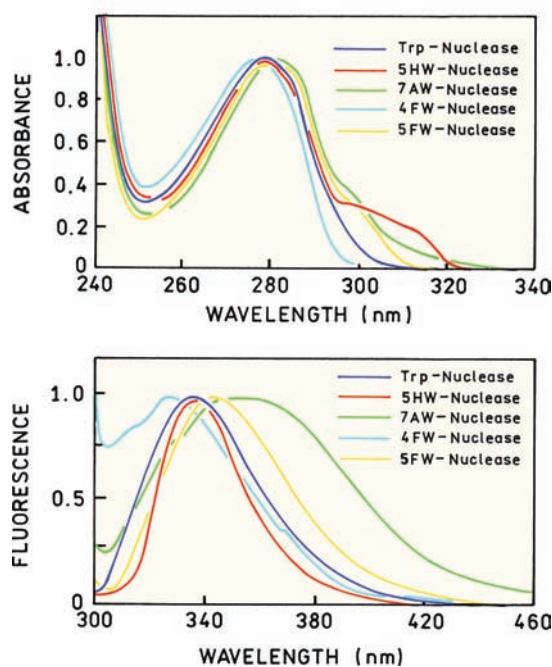 1.0
0.8
0.6
0.4
0.2
0
ABSORBANCE
Trp-Nuclease
5HW-Nuclease
7AW-Nuclease
4FW-Nuclease
5FW-Nuclease
240 260 280 300 320 340
WAVELENGTH (nm)
1.0
0.5
0
FLUORESCENCE
Trp-Nuclease
5HW-Nuclease
7AW-Nuclease
4FW-Nuclease
5FW-Nuclease
300 340 380 420 460
WAVELENGTH (nm)